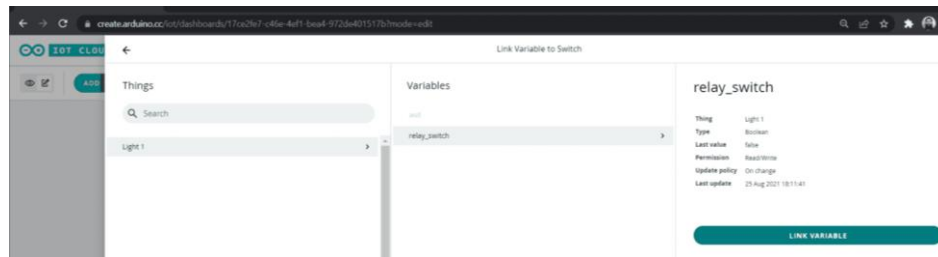 create.arduino.cc/iot/dashboards/17ce2fe7-c46e-4ef1-bea4-972de401517b?mode=edit
IOT CLOU
Link Variable to Switch
ADD
Things
Search
Light 1
Variables
relay_switch
relay_switch
Thing Light 1
Type Boolean
Last value false
Permission Read/Write
Update policy On change
Last update 25 Aug 2021 18:11:41
LINK VARIABLE